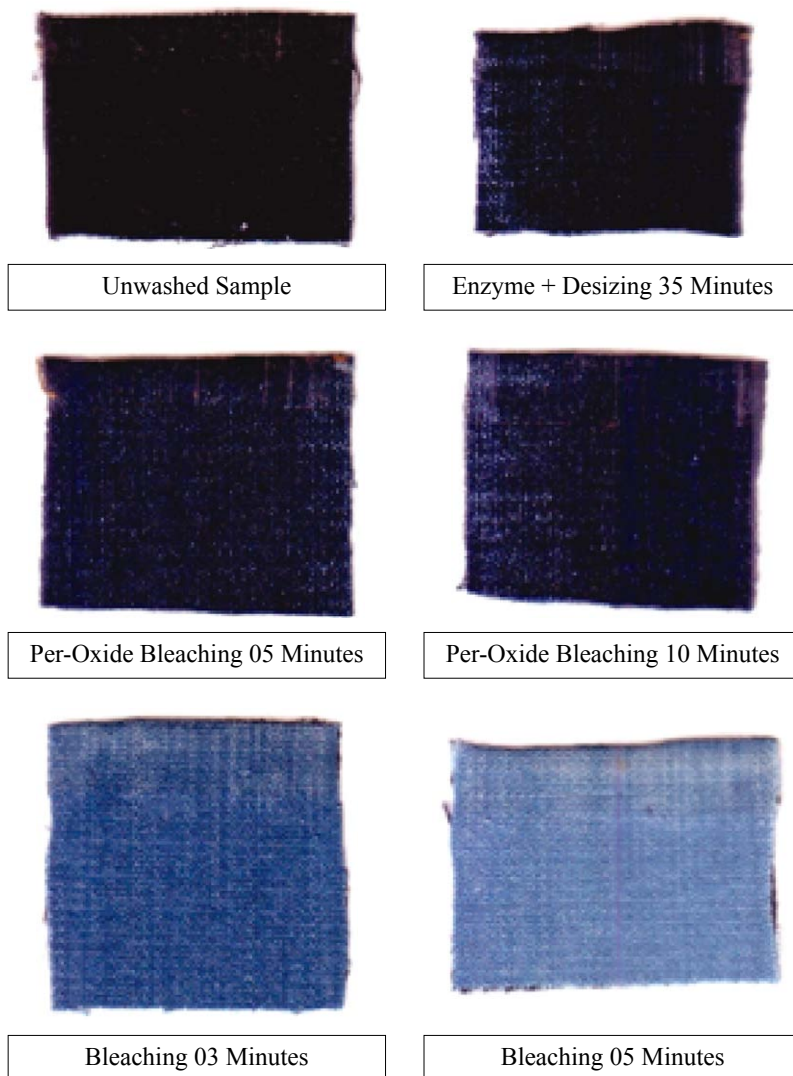 Unwashed Sample
Enzyme + Desizing 35 Minutes
Per-Oxide Bleaching 05 Minutes
Per-Oxide Bleaching 10 Minutes
Bleaching 03 Minutes
Bleaching 05 Minutes